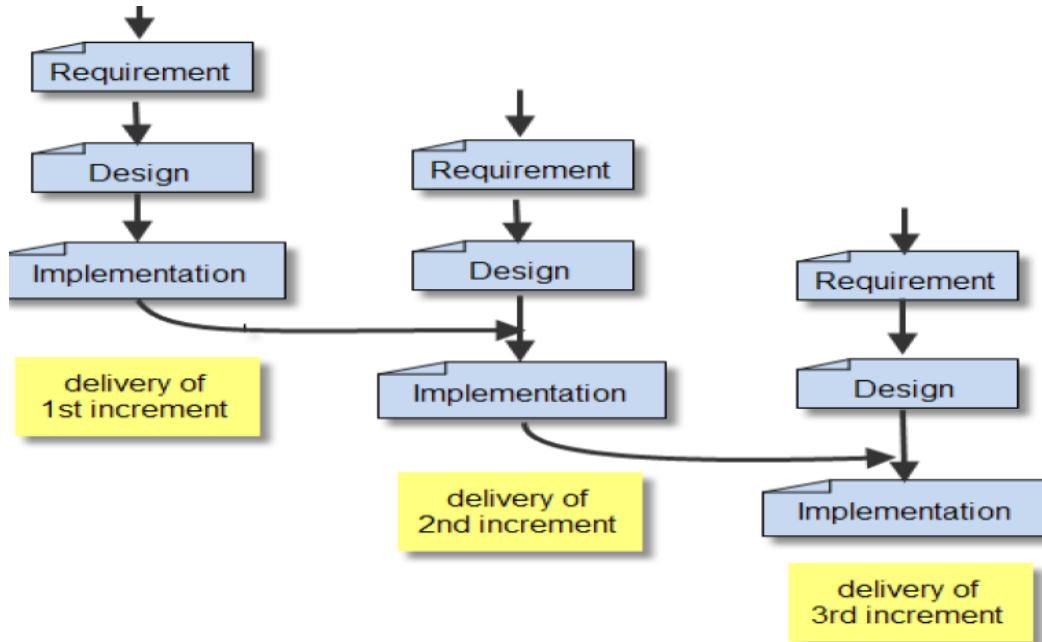 Requirement
Design
Implementation
delivery of
1st increment
Requirement
Design
Implementation
delivery of
2nd increment
Requirement
Design
Implementation
delivery of
3rd increment